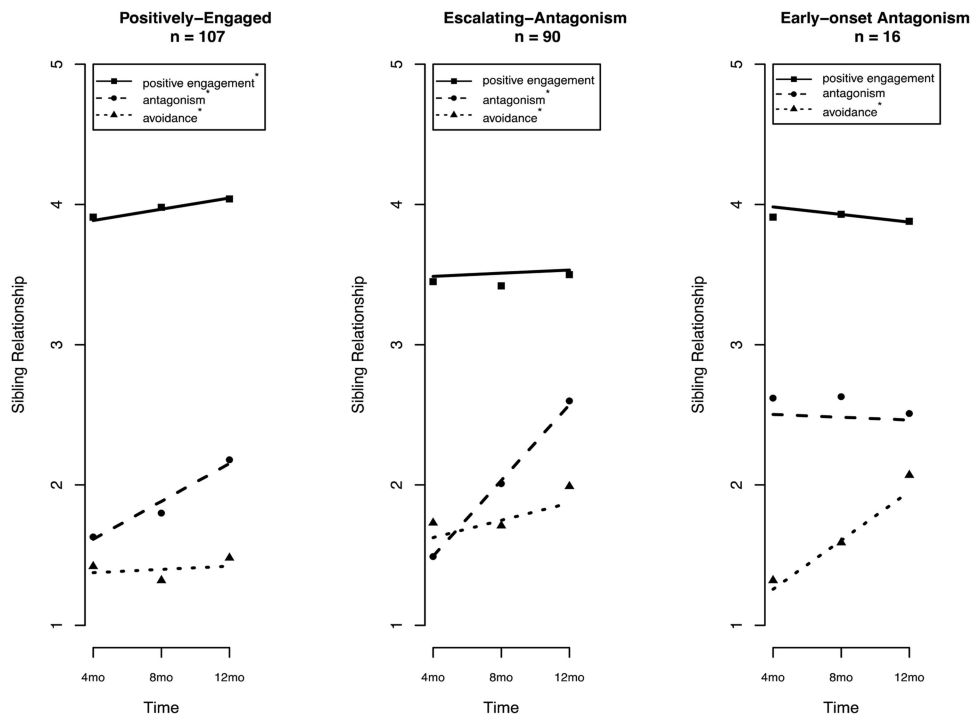 Positively−Engaged
n = 107
positive engagement*
antagonism*
avoidance*
Sibling Relationship
5
4
3
2
1
4mo 8mo 12mo
Time
Escalating−Antagonism
n = 90
positive engagement
antagonism*
avoidance*
Sibling Relationship
5
4
3
2
1
4mo 8mo 12mo
Time
Early−onset Antagonism
n = 16
positive engagement
antagonism
avoidance*
Sibling Relationship
5
4
3
2
1
4mo 8mo 12mo
Time